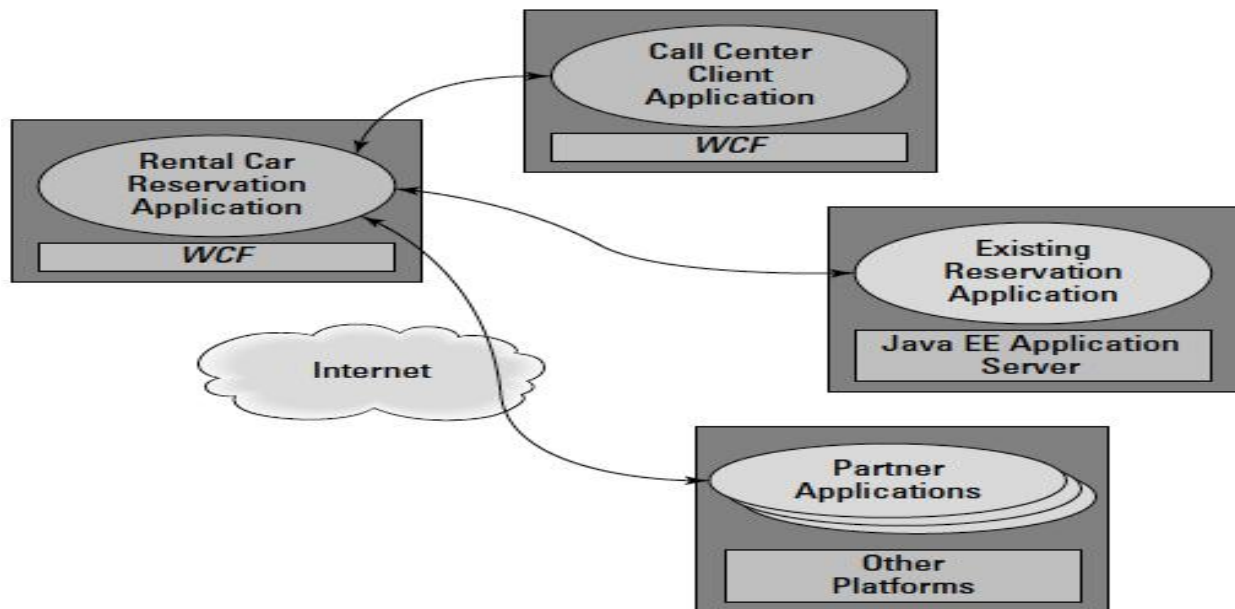 Call Center
Client
Application
WCF
Rental Car
Reservation
Application
WCF
Existing
Reservation
Application
Java EE Application
Server
Internet
Partner
Applications
Other
Platforms